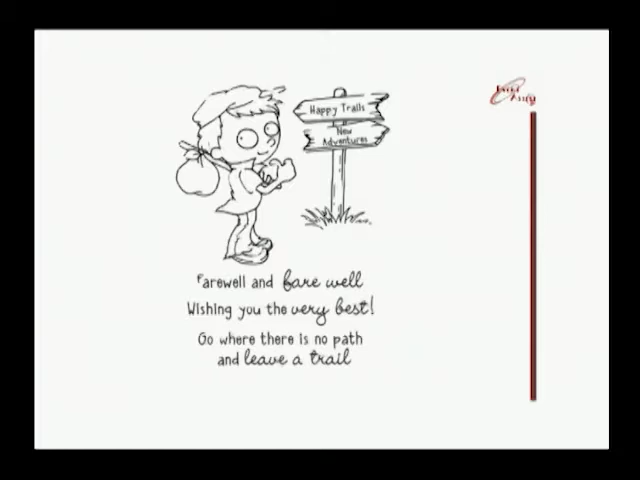 Happy Trails
New
Adventures
Farewell and fare well
Wishing you the very best!
Go where there is no path
and leave a trail